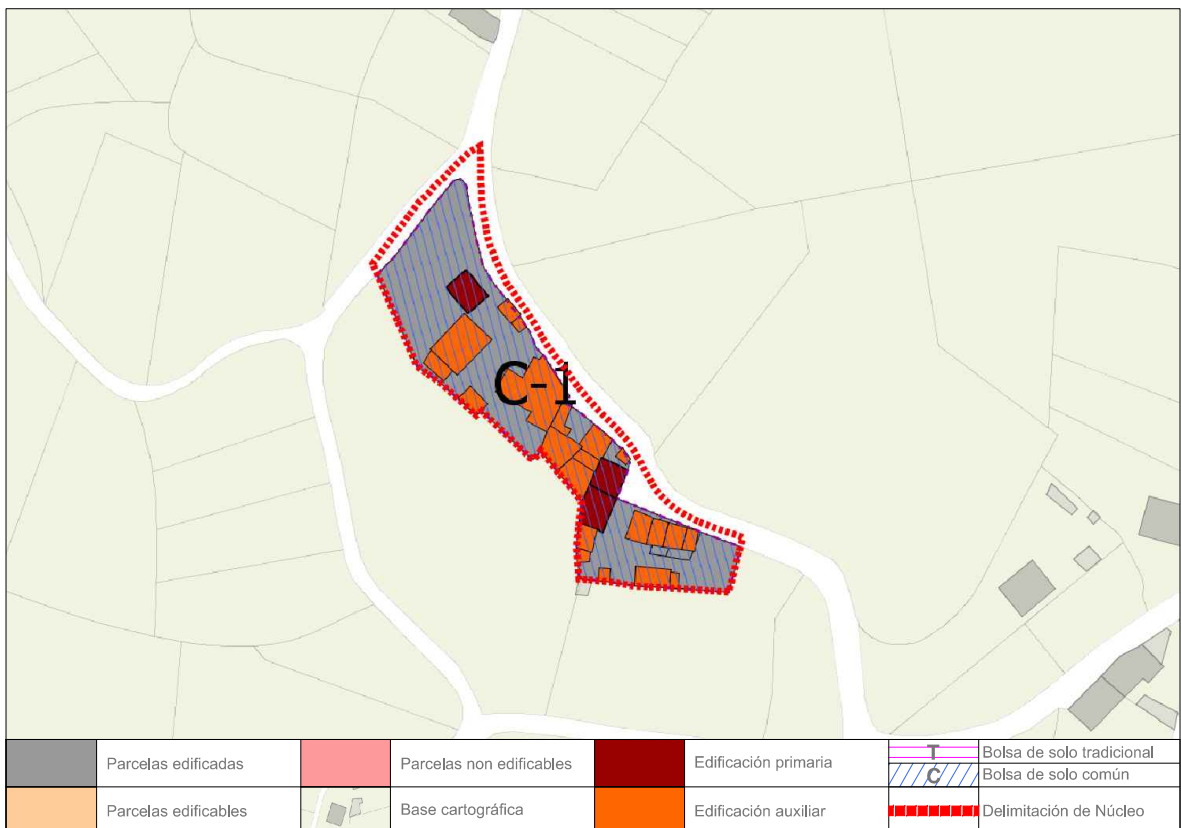 C-1
Parcelas edificadas
Parcelas non edificables
Edificación primaria
T
Bolsa de solo tradicional
C
Bolsa de solo común
Parcelas edificables
Base cartográfica
Edificación auxiliar
Delimitación de Núcleo